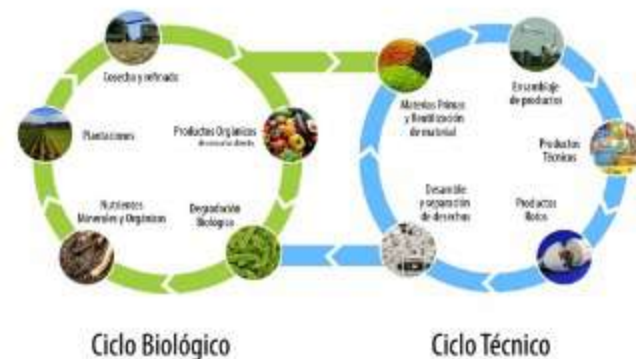 Cosecha y refinado
Plantaciones
Productos Orgánicos
Nutrientes
Minerales y Orgánicos
Degradación
Biológico
Materias Primas
y Reutilización
de material
Ensamblaje
de productos
Productos
Técnicos
Desamble
y separación
de desechos
Productos
Rotos
Ciclo Biológico
Ciclo Técnico